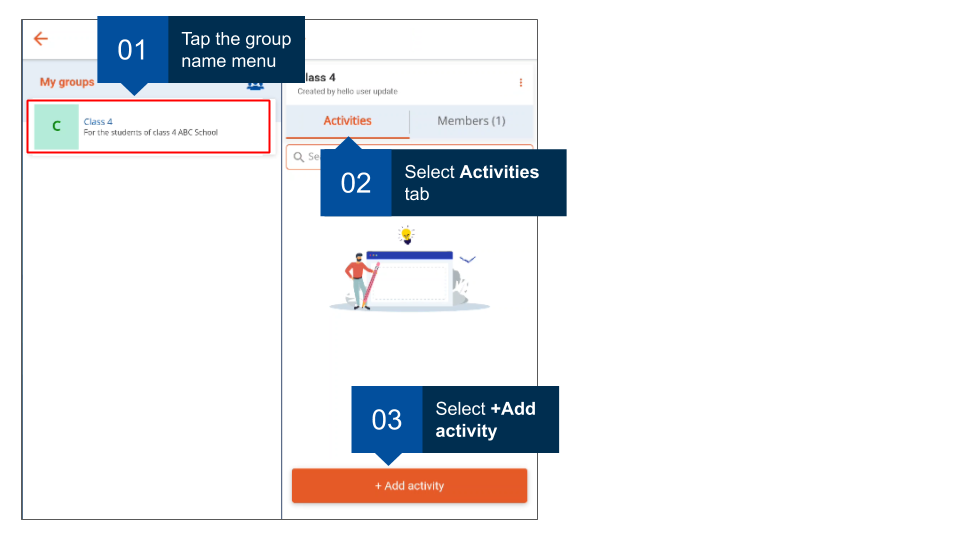 01
Tap the group
name menu
My groups
C
Class 4
For the students of class 4 ABC School
lass 4
Created by hello user update
Activities
Members (1)
02
Select Activities
tab
03
Select +Add
activity
+ Add activity